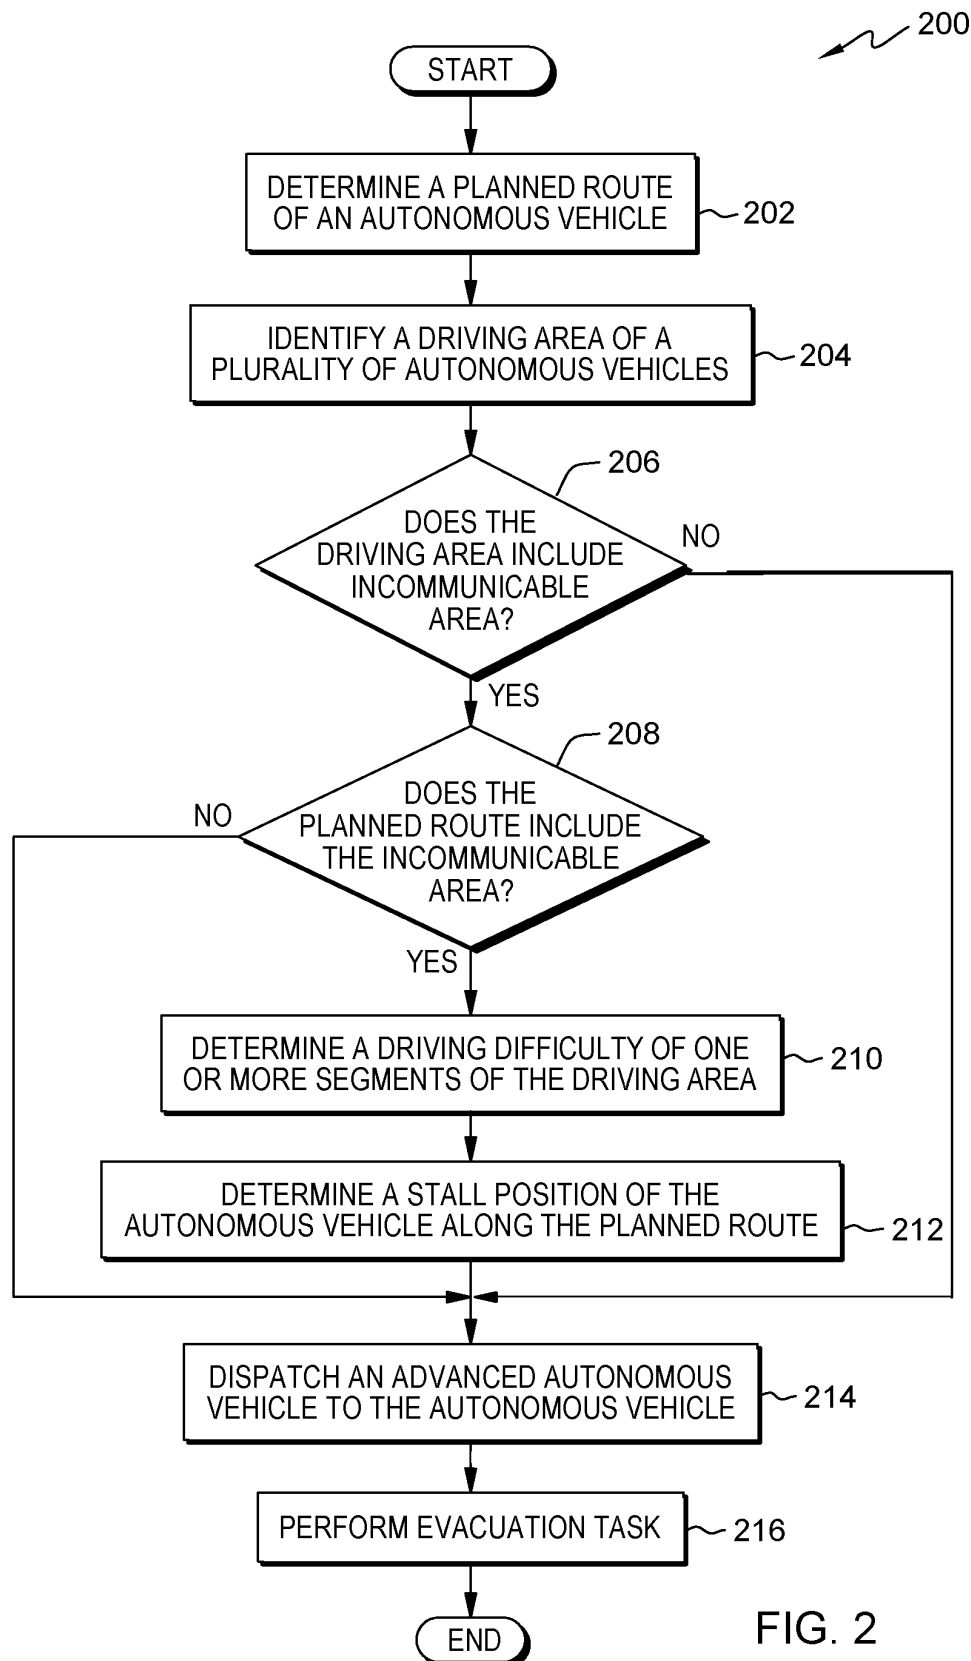 200
START
DETERMINE A PLANNED ROUTE
OF AN AUTONOMOUS VEHICLE
202
IDENTIFY A DRIVING AREA OF A
PLURALITY OF AUTONOMOUS VEHICLES
204
206
DOES THE
DRIVING AREA INCLUDE
INCOMMUNICABLE
AREA?
NO
YES
208
DOES THE
PLANNED ROUTE INCLUDE
THE INCOMMUNICABLE
AREA?
NO
YES
DETERMINE A DRIVING DIFFICULTY OF ONE
OR MORE SEGMENTS OF THE DRIVING AREA
210
DETERMINE A STALL POSITION OF THE
AUTONOMOUS VEHICLE ALONG THE PLANNED ROUTE
212
DISPATCH AN ADVANCED AUTONOMOUS
VEHICLE TO THE AUTONOMOUS VEHICLE
214
PERFORM EVACUATION TASK
216
END
FIG. 2